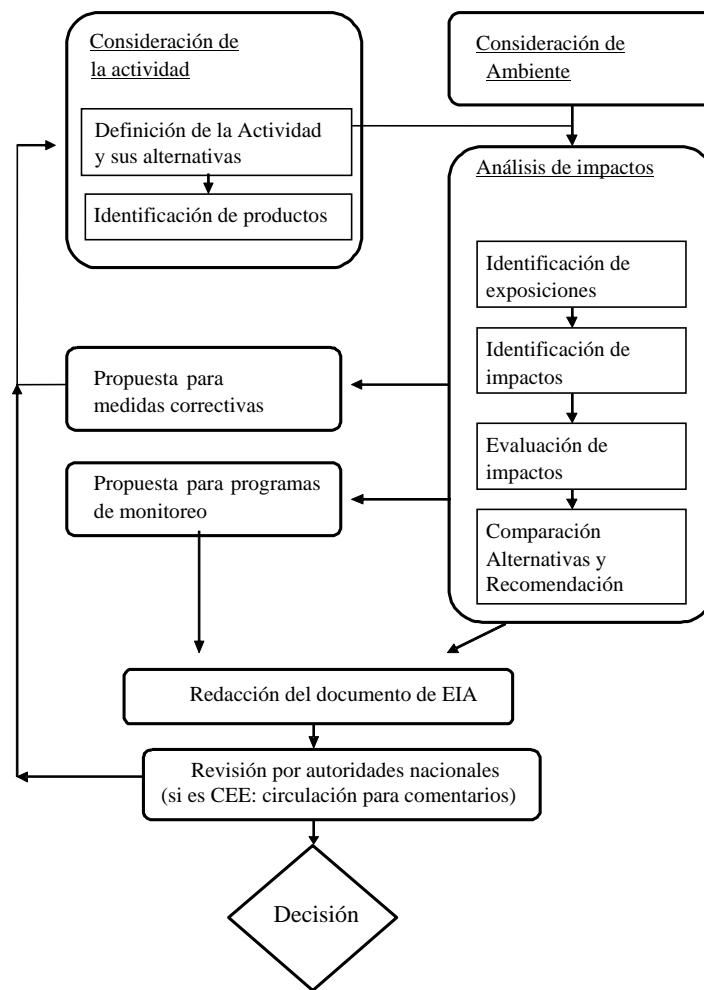 Consideración de
la actividad
Definición de la Actividad
y sus alternativas
Identificación de productos
Consideración de
Ambiente
Análisis de impactos
Identificación de
exposiciones
Identificación de
impactos
Evaluación de
impactos
Comparación
Alternativas y
Recomendación
Propuesta para
medidas correctivas
Propuesta para programas
de monitoreo
Redacción del documento de EIA
Revisión por autoridades nacionales
(si es CEE: circulación para comentarios)
Decisión